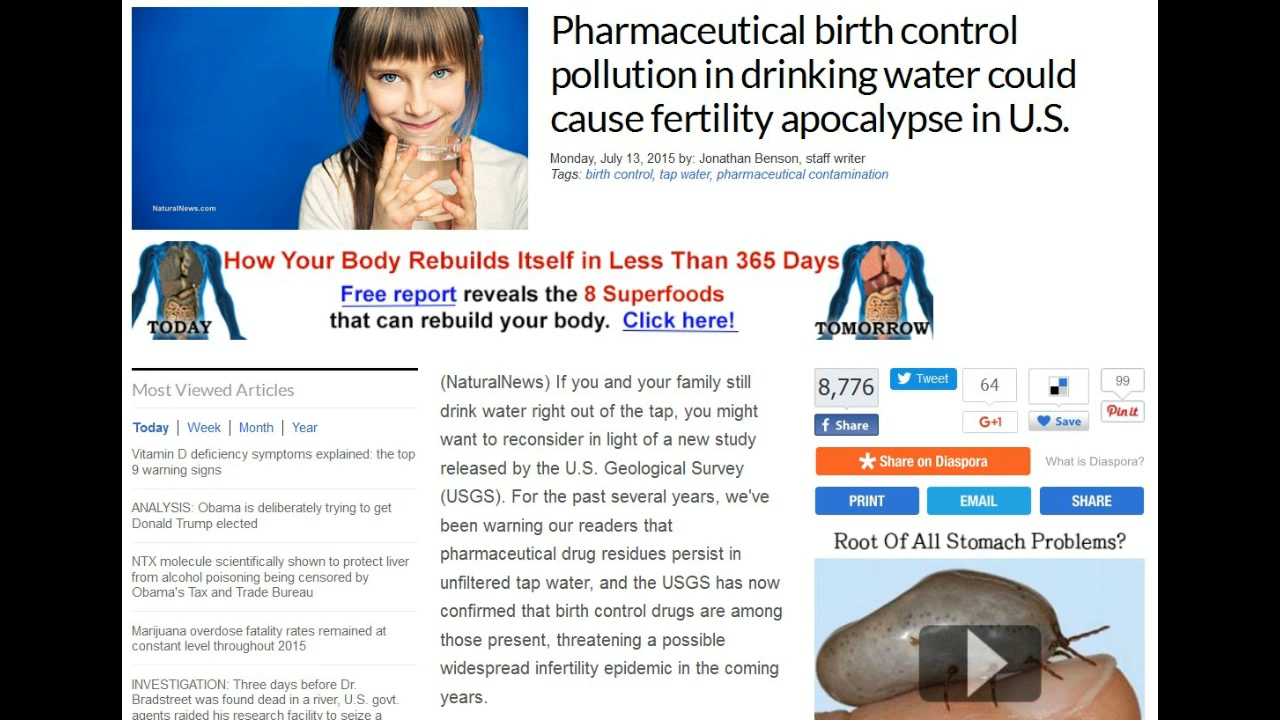 Pharmaceutical birth control
pollution in drinking water could
cause fertility apocalypse in U.S.
Monday, July 13, 2015 by: Jonathan Benson, staff writer
Tags: birth control, tap water, pharmaceutical contamination
NaturalNews.com
How Your Body Rebuilds Itself in Less Than 365 Days
Free report reveals the 8 Superfoods
that can rebuild your body. Click here!
TODAY
TOMORROW
Most Viewed Articles
Today | Week | Month | Year
Vitamin D deficiency symptoms explained: the top
9 warning signs
ANALYSIS: Obama is deliberately trying to get
Donald Trump elected
NTX molecule scientifically shown to protect liver
from alcohol poisoning being censored by
Obama's Tax and Trade Bureau
Marijuana overdose fatality rates remained at
constant level throughout 2015
INVESTIGATION: Three days before Dr.
Bradstreet was found dead in a river, U.S. govt.
agents raided his research facility to seize a
(NaturalNews) If you and your family still
drink water right out of the tap, you might
want to reconsider in light of a new study
released by the U.S. Geological Survey
(USGS). For the past several years, we've
been warning our readers that
pharmaceutical drug residues persist in
unfiltered tap water, and the USGS has now
confirmed that birth control drugs are among
those present, threatening a possible
widespread infertility epidemic in the coming
years.
8,776
Share
Tweet
64
G+1
Save
99
Pin it
Share on Diaspora
What is Diaspora?
PRINT
EMAIL
SHARE
Root Of All Stomach Problems?